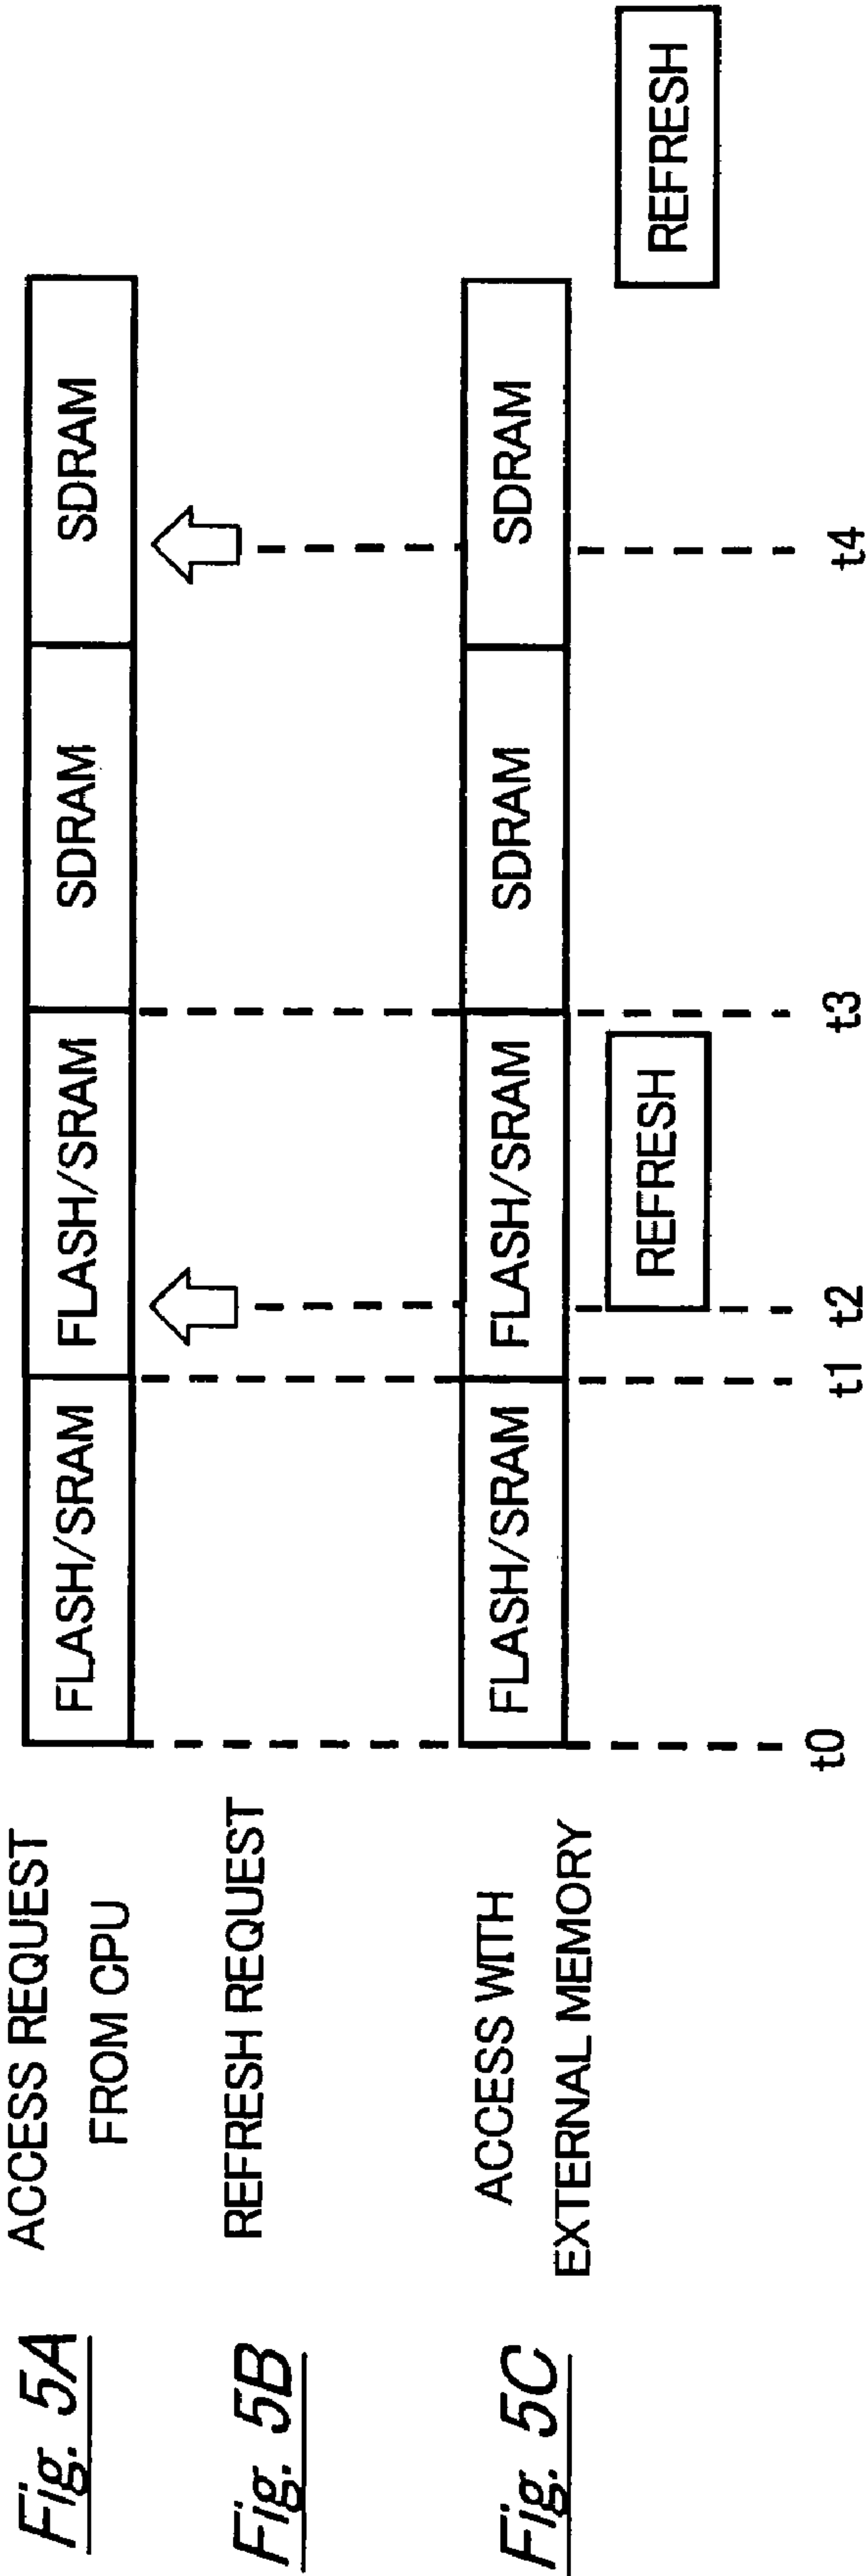 Fig. 5A
ACCESS REQUEST
FROM CPU
FLASH/SRAM
FLASH/SRAM
SDRAM
SDRAM
Fig. 5B
REFRESH REQUEST
Fig. 5C
ACCESS WITH
EXTERNAL MEMORY
FLASH/SRAM
FLASH/SRAM
SDRAM
SDRAM
REFRESH
REFRESH
t0
t1
t2
t3
t4